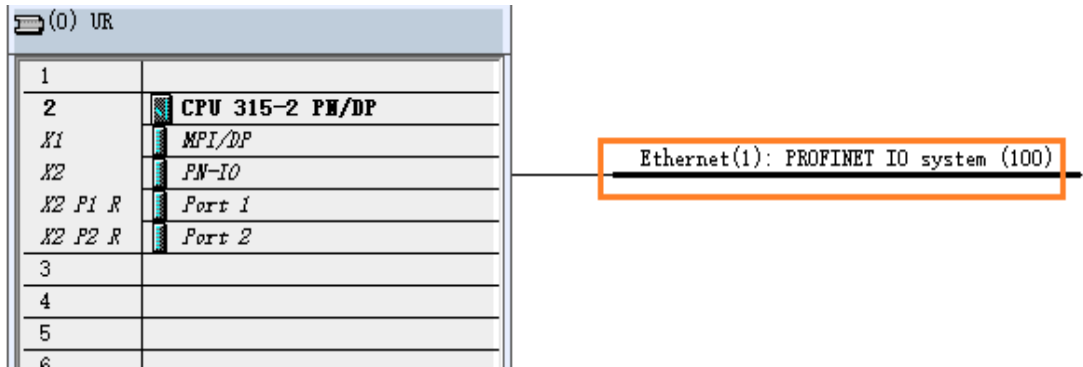 (0) UR
1
2 CPU 315-2 PN/DP
X1 MPI/DP
X2 PN-IO
Ethernet(1): PROFINET IO system (100)
X2 P1 R Port 1
X2 P2 R Port 2
3
4
5
6